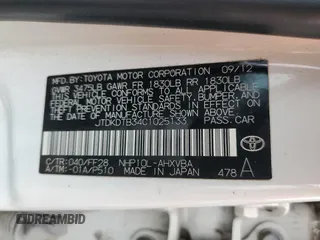 MFD. BY: TOYOTA MOTOR CORPORATION 09/12
GVWR 3475LB GAWR FR 1830LB RR 1830LB
THIS VEHICLE CONFORMS TO ALL APPLICABLE
FEDERAL MOTOR VEHICLE SAFETY, BUMPER, AND
THEFT PREVENTION STANDARDS IN EFFECT ON
THE DATE OF MANUFACTURE SHOWN ABOVE.
JTDKDTB34C1025133 PASS. CAR
C/TR: 040/FF28 NHP10L-AHXVBA
A/TM: -01A/P510 MADE IN JAPAN 478 A
TOYOTA
©AUTOBIDMASTER